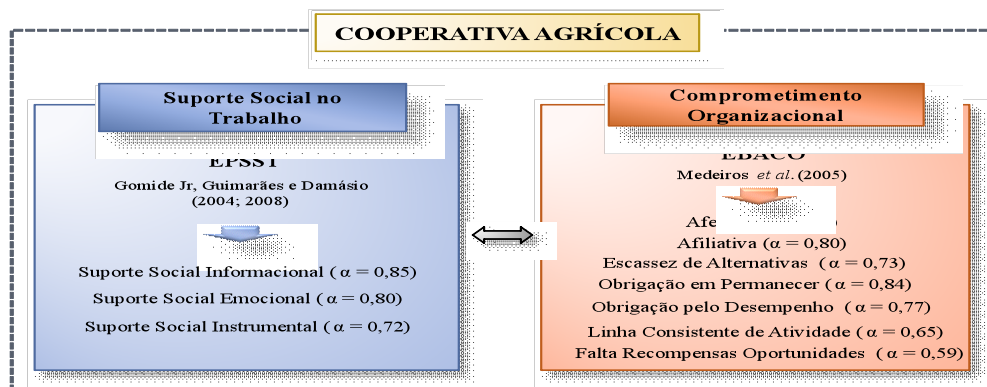 COOPERATIVA AGRÍCOLA
Suporte Social no
Trabalho
EPSST
Gomide Jr, Guimarães e Damásio
(2004; 2008)
Suporte Social Informacional ( α = 0,85)
Suporte Social Emocional ( α = 0,80)
Suporte Social Instrumental ( α = 0,72)
Comprometimento
Organizacional
EBACO
Medeiros et al. (2005)
Afiliativa (α = 0,80)
Escassez de Alternativas ( α = 0,73)
Obrigação em Permanecer ( α = 0,84)
Obrigação pelo Desempenho ( α = 0,77)
Linha Consistente de Atividade ( α = 0,65)
Falta Recompensas Oportunidades ( α = 0,59)